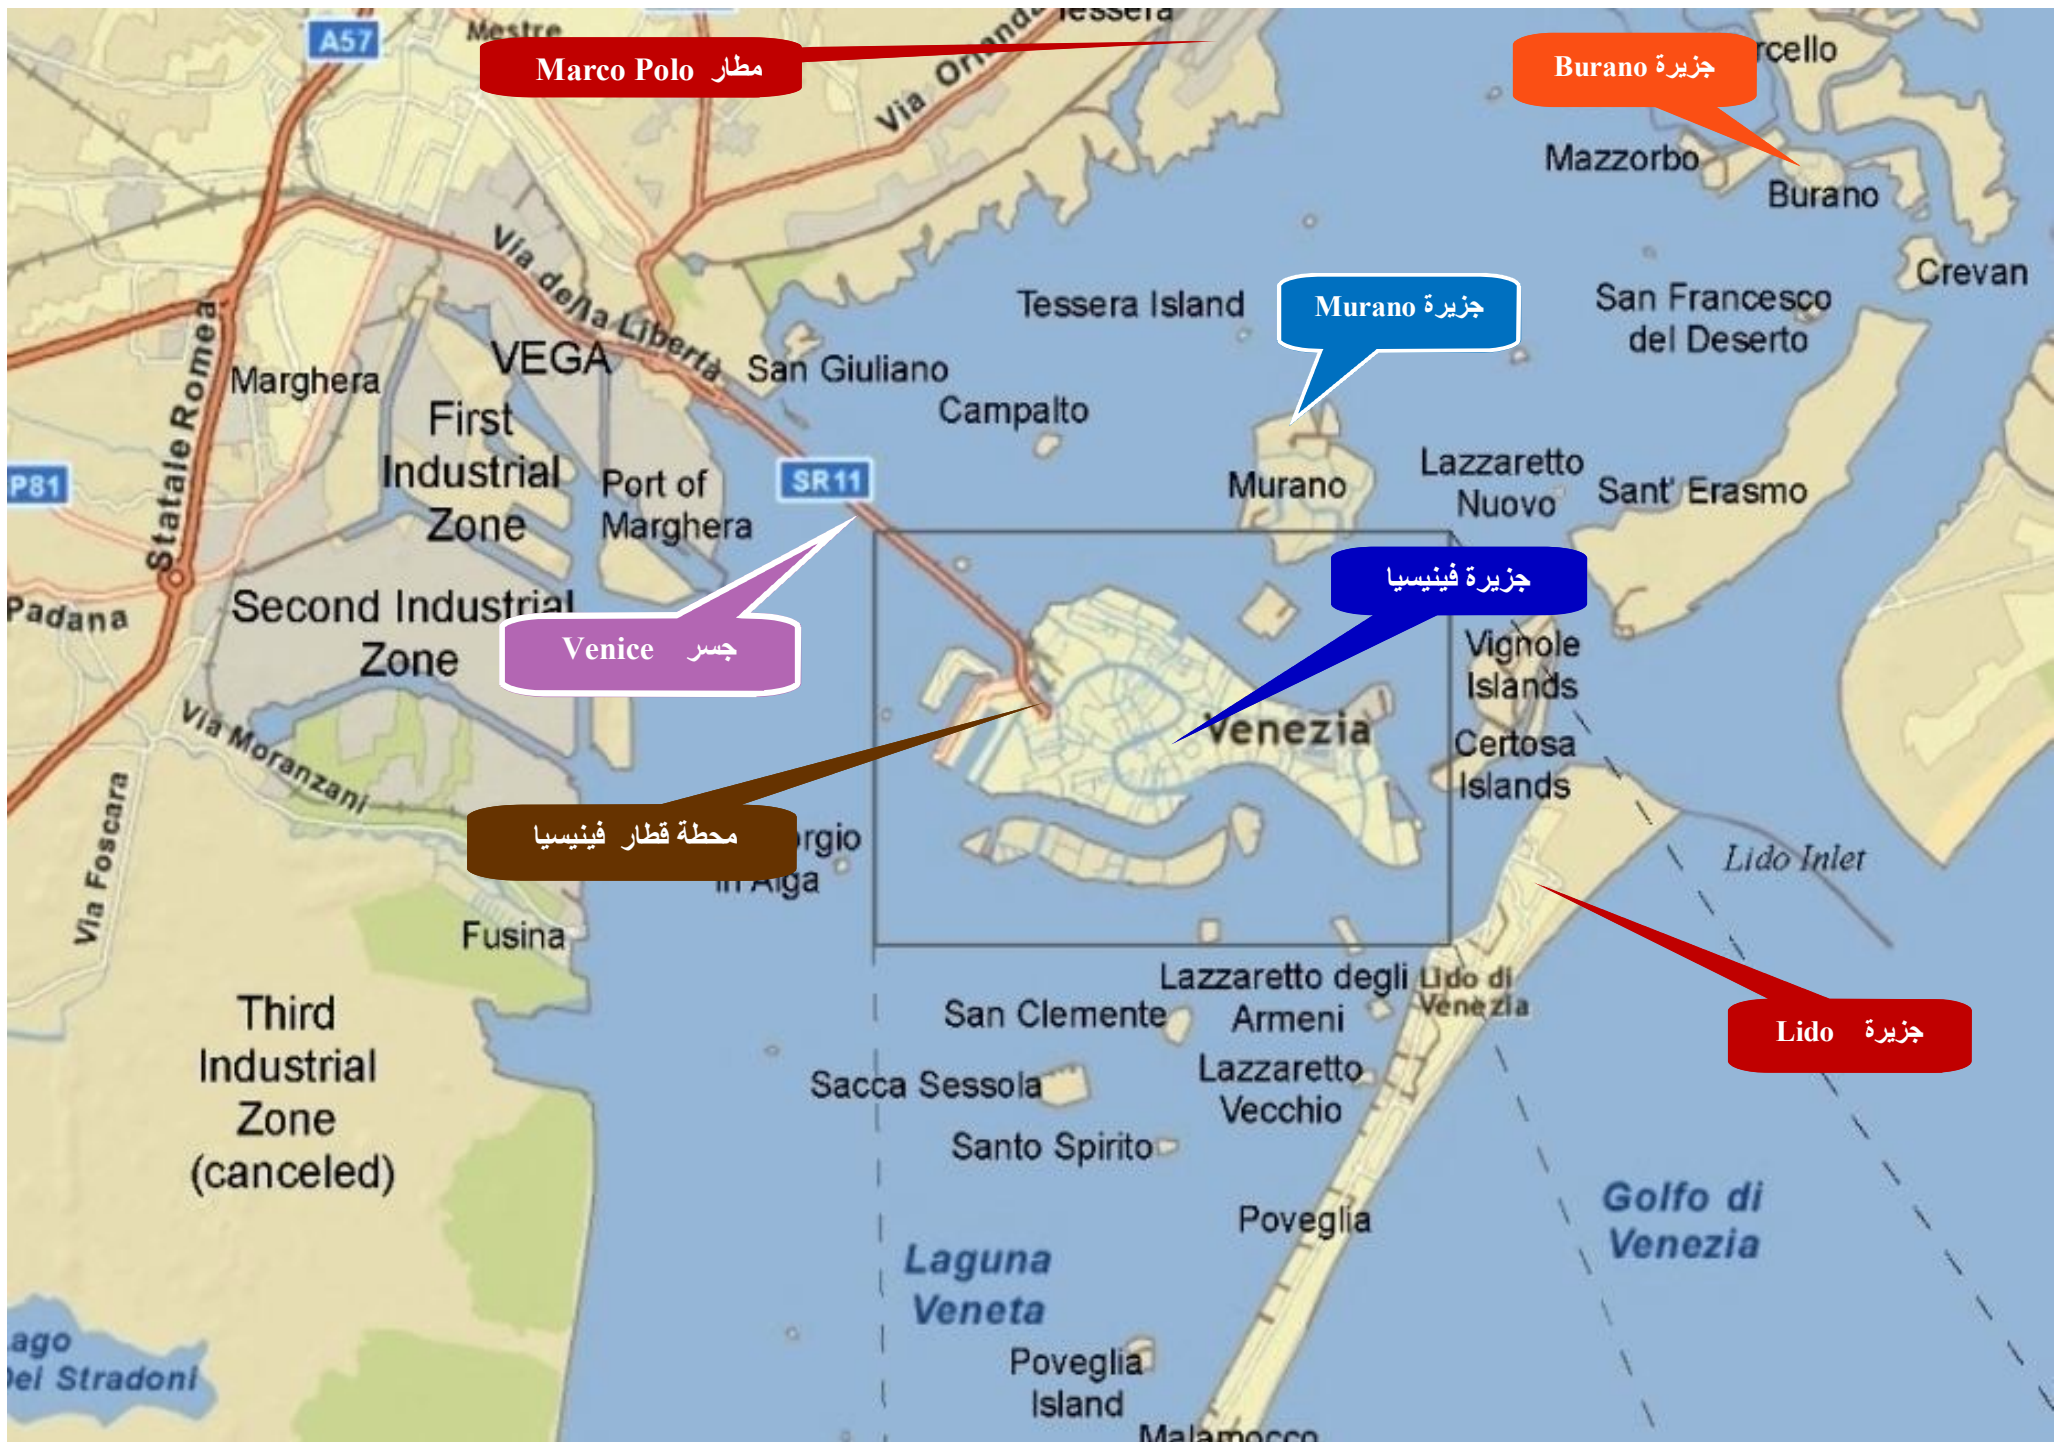 A57
Mestre
Tessera
مطار Marco Polo
Via Orlanda
جزيرة Burano
rcello
Mazzorbo
Burano
Crevan
Via della Libertà
Tessera Island
جزيرة Murano
San Francesco
del Deserto
Statale Romea
Marghera
VEGA
San Giuliano
Campalto
First
Industrial
Zone
Port of
Marghera
SR11
P81
Murano
Lazzaretto
Nuovo
Sant' Erasmo
جزيرة فينيسيا
Padana
Second Industrial
Zone
جسر Venice
Vignole
Islands
Venezia
Certosa
Islands
Via Moranzani
Via Foscara
محطة قطار فينيسيا
orgio
in Alga
Lido Inlet
Fusina
Lazzaretto degli
Armeni
Lido di
Venezia
San Clemente
جزيرة Lido
Third
Industrial
Zone
(canceled)
Sacca Sessola
Lazzaretto
Vecchio
Santo Spirito
Poveglia
Golfo di
Venezia
Laguna
Veneta
ago
Dei Stradoni
Poveglia
Island
Malamocco